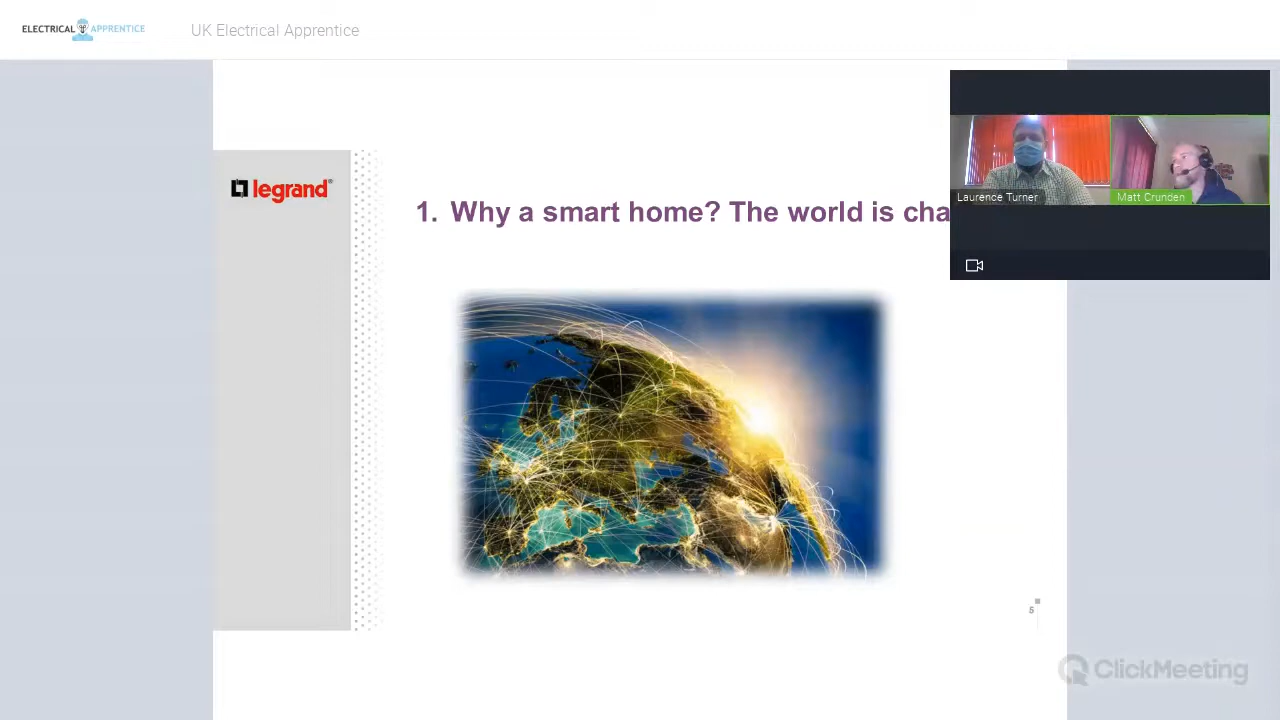 ELECTRICAL APPRENTICE
UK Electrical Apprentice
legrand®
1. Why a smart home? The world is cha
Laurence Turner
Matt Crunden
5
ClickMeeting